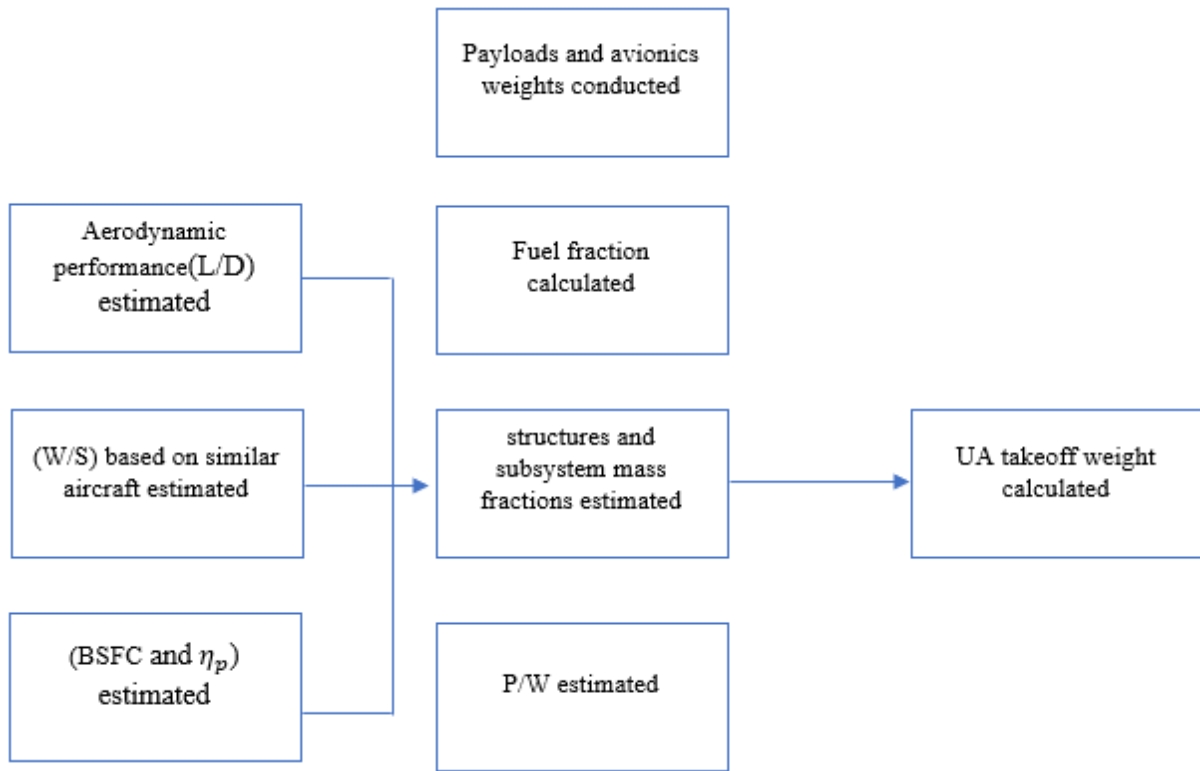 Payloads and avionics
weights conducted
Aerodynamic
performance(L/D)
estimated
Fuel fraction
calculated
(W/S) based on similar
aircraft estimated
structures and
subsystem mass
fractions estimated
UA takeoff weight
calculated
(BSFC and η_p)
estimated
P/W estimated